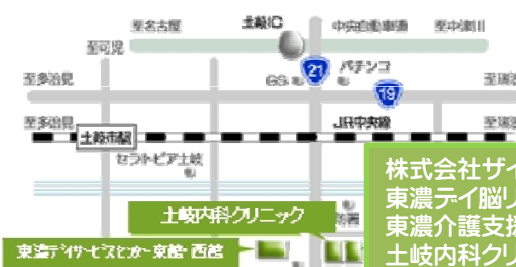 至名古屋
土岐IC
中央自動車道
至中津川
至可児
至多治見
GS
21
パチンコ
19
至瑞浪
至多治見
JR中央線
至瑞浪
土岐市駅
セラトピア土岐
株式会社ザイ
東濃デイ脳リ
東濃介護支援
土岐内科クリ
土岐内科クリニック
東濃デイサービスセンター東館・西館